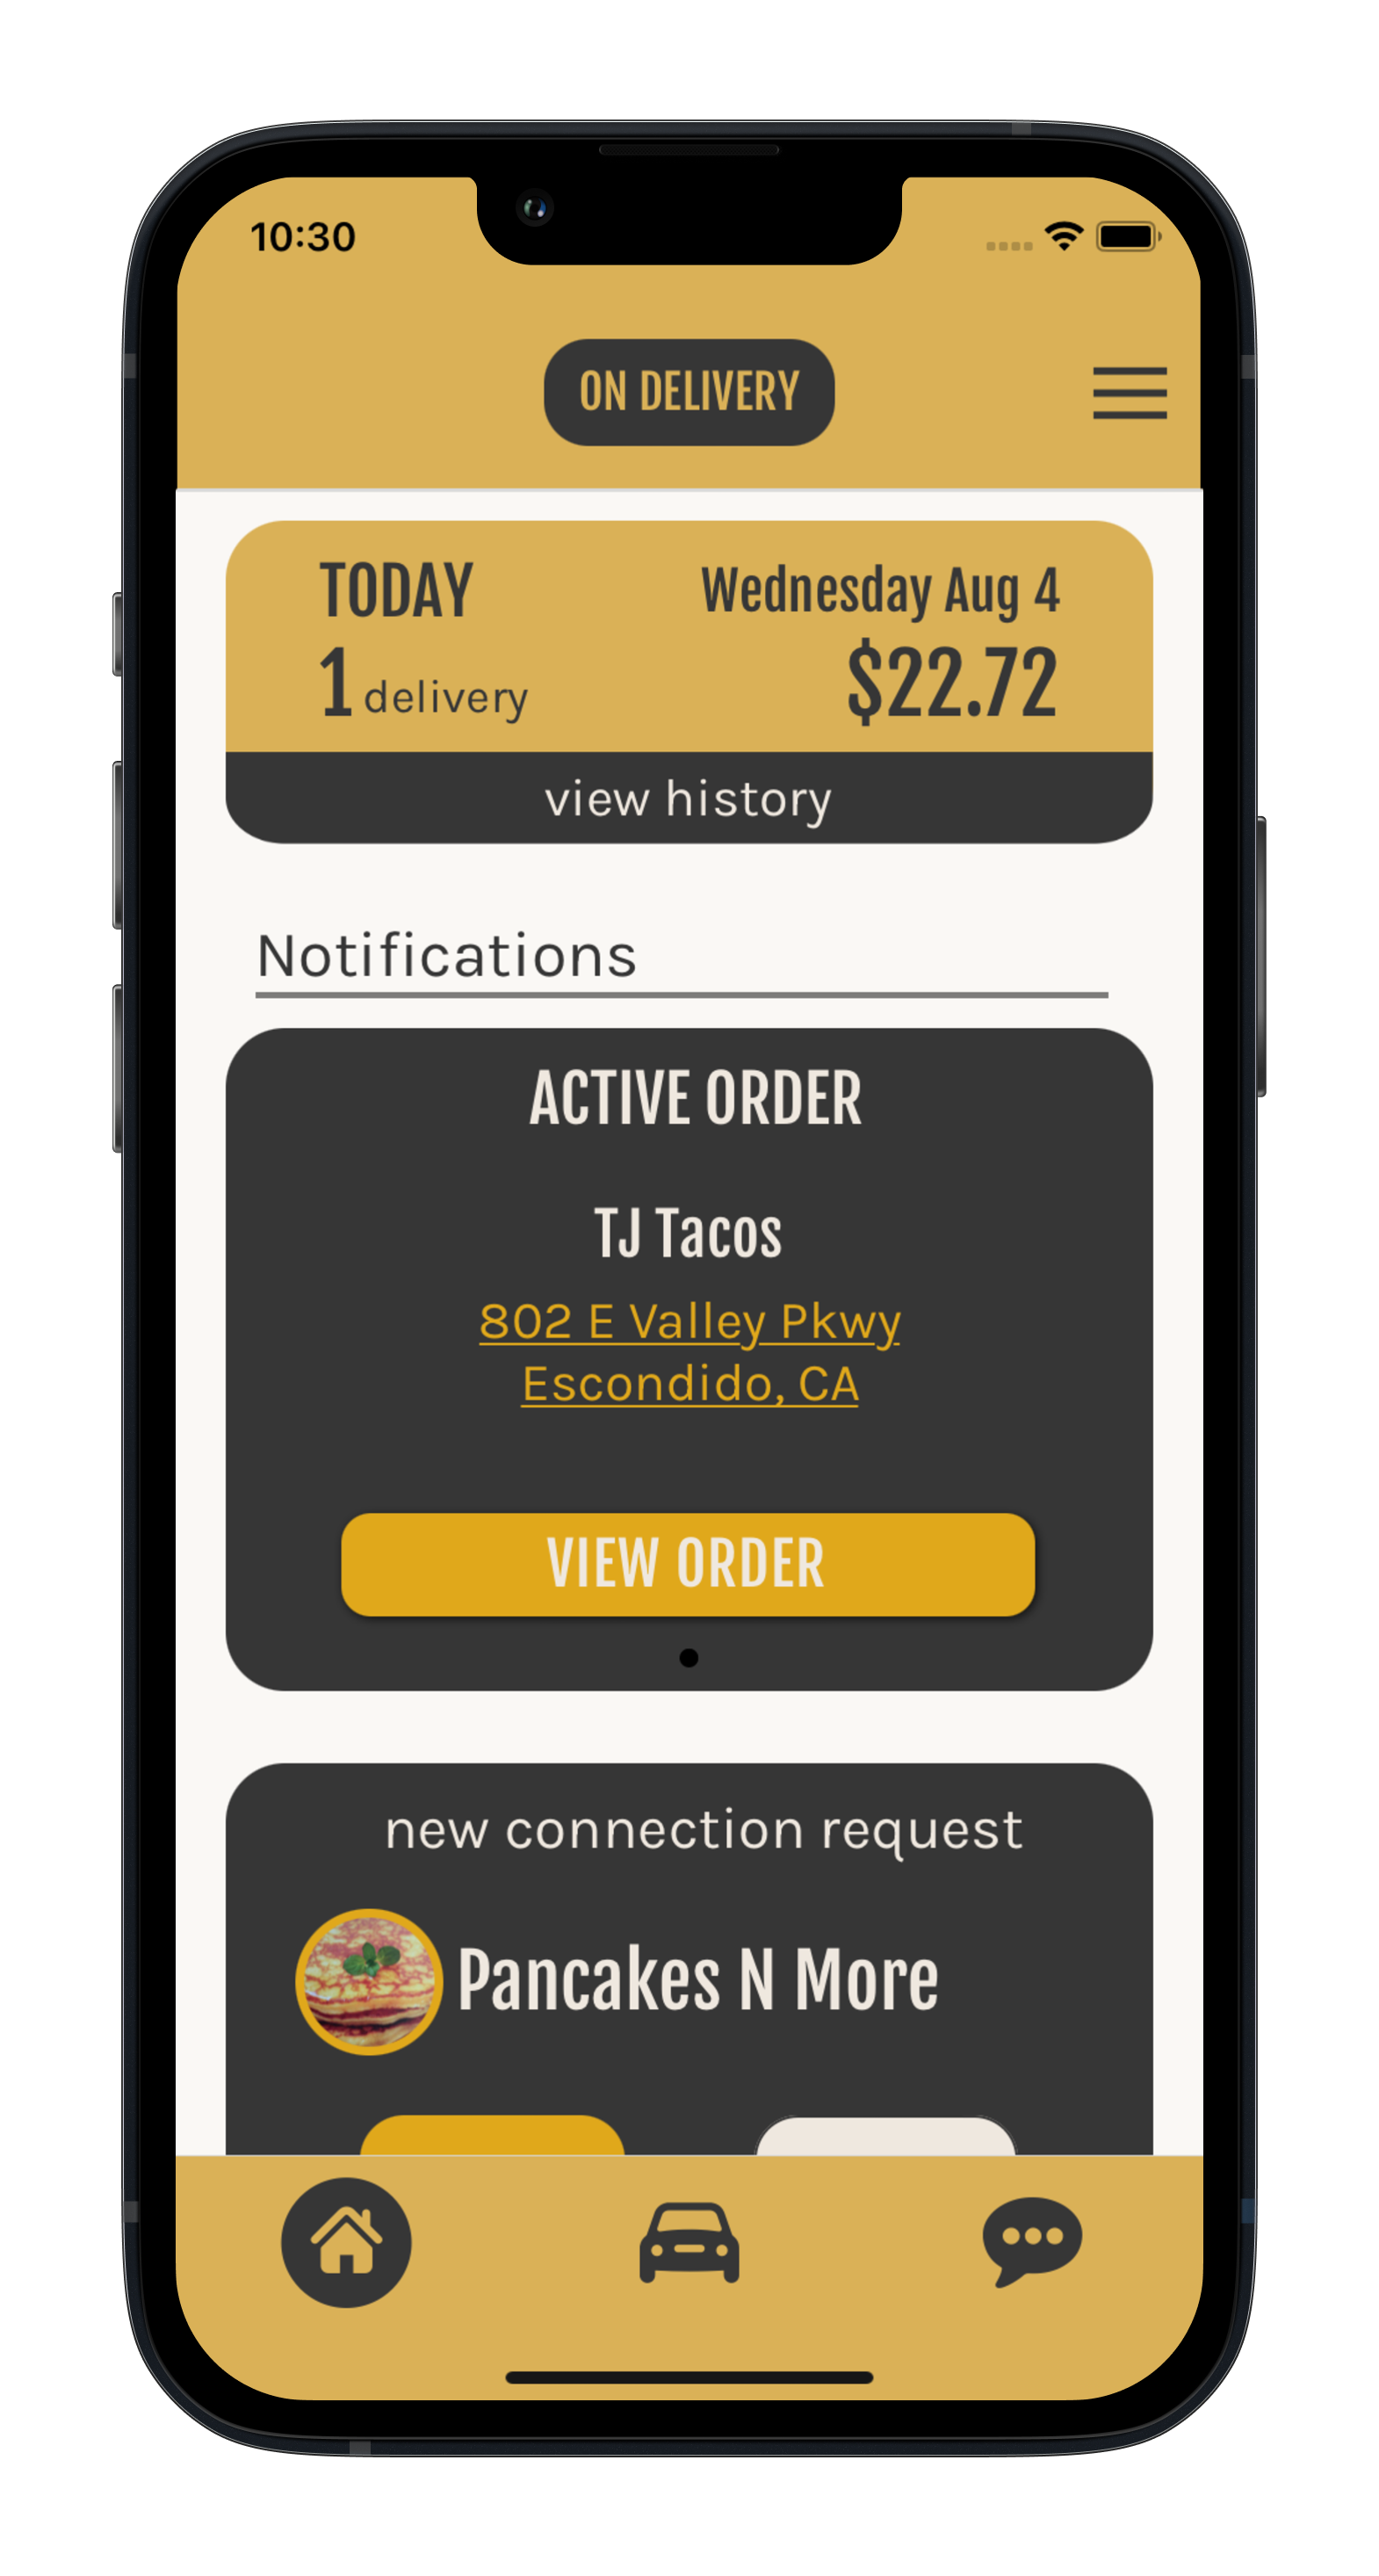 10:30
ON DELIVERY
TODAY
Wednesday Aug 4
1 delivery
$22.72
view history
Notifications
ACTIVE ORDER
TJ Tacos
802 E Valley Pkwy
Escondido, CA
VIEW ORDER
new connection request
Pancakes N More